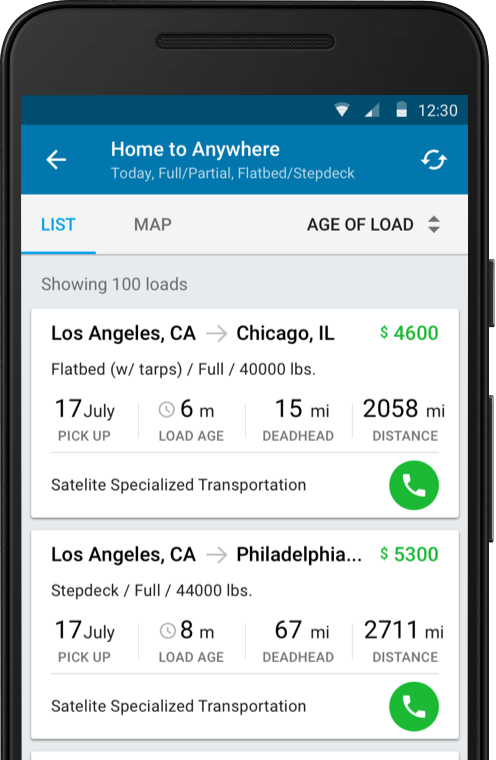 12:30
Home to Anywhere
Today, Full/Partial, Flatbed/Stepdeck
LIST MAP AGE OF LOAD
Showing 100 loads
Los Angeles, CA → Chicago, IL $ 4600
Flatbed (w/ tarps) / Full / 40000 lbs.
17 July 6 m 15 mi 2058 mi
PICK UP LOAD AGE DEADHEAD DISTANCE
Satelite Specialized Transportation
Los Angeles, CA → Philadelphia... $ 5300
Stepdeck / Full / 44000 lbs.
17 July 8 m 67 mi 2711 mi
PICK UP LOAD AGE DEADHEAD DISTANCE
Satelite Specialized Transportation